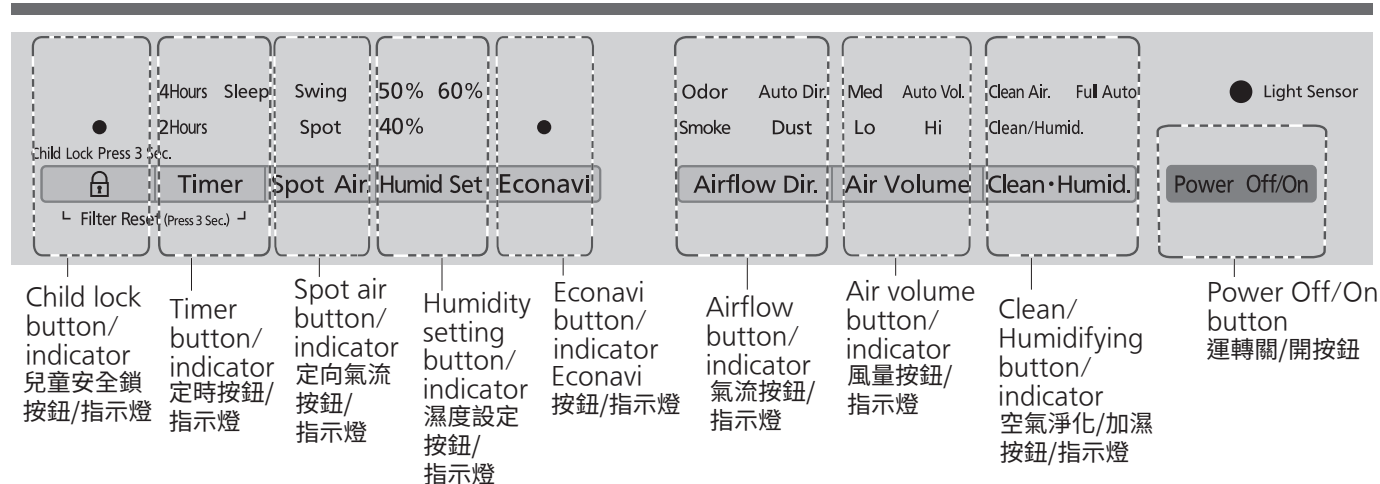 4Hours Sleep Swing 50% 60% Odor Auto Dir. Med Auto Vol. Clean Air. Full Auto Light Sensor
2Hours Spot 40% Smoke Dust Lo Hi Clean/Humid.
Child Lock Press 3 Sec.
Timer Spot Air Humid Set Econavi Airflow Dir. Air Volume Clean·Humid. Power Off/On
Filter Reset (Press 3 Sec.)
Child lock
button/
indicator
兒童安全鎖
按鈕/指示燈
Timer
button/
indicator
定時按鈕/
指示燈
Spot air
button/
indicator
定向氣流
按鈕/
指示燈
Humidity
setting
button/
indicator
濕度設定
按鈕/
指示燈
Econavi
button/
indicator
Econavi
按鈕/指示燈
Airflow
button/
indicator
氣流按鈕/
指示燈
Air volume
button/
indicator
風量按鈕/
指示燈
Clean/
Humidifying
button/
indicator
空氣淨化/加濕
按鈕/指示燈
Power Off/On
button
運轉關/開按鈕